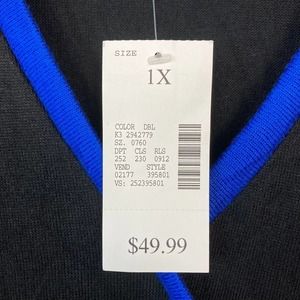 SIZE
1X
COLOR DBL
K3 2942779
SZ. 0760
DPT CLS RLS
252 230 0912
VEND STYLE
02177 395801
VS: 252395801
$49.99